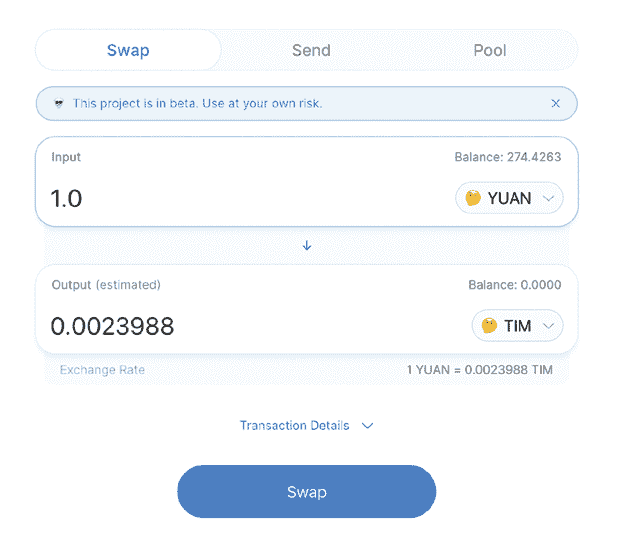 Swap Send Pool
This project is in beta. Use at your own risk.
Input Balance: 274.4263
1.0 YUAN
Output (estimated) Balance: 0.0000
0.0023988 TIM
Exchange Rate 1 YUAN = 0.0023988 TIM
Transaction Details
Swap